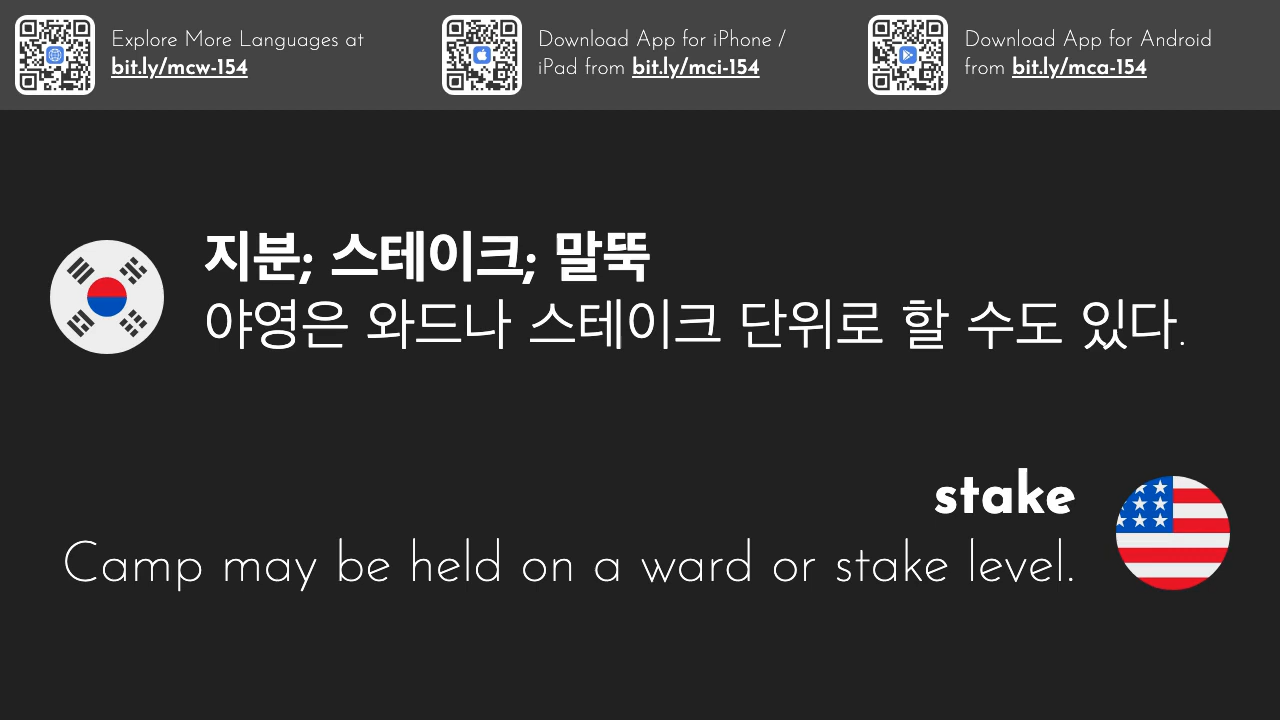 Explore More Languages at
bit.ly/mcw-154
Download App for iPhone /
iPad from bit.ly/mci-154
Download App for Android
from bit.ly/mca-154
지분; 스테이크; 말뚝
야영은 와드나 스테이크 단위로 할 수도 있다.
stake
Camp may be held on a ward or stake level.